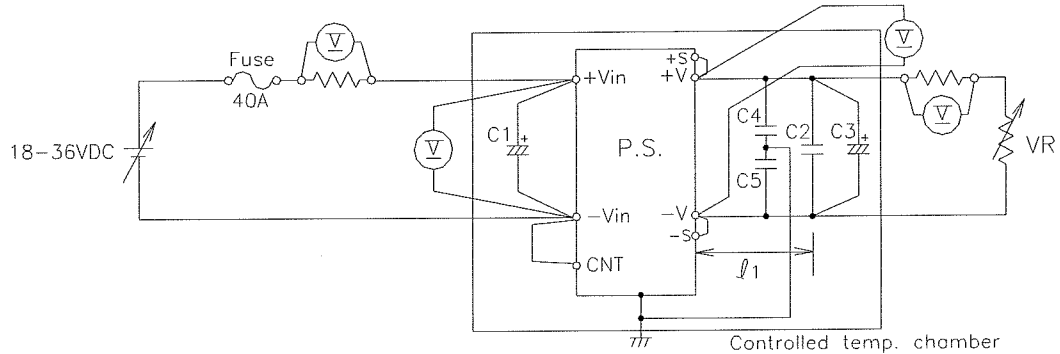 V
V
Fuse
+S
+V
+Vin
40A
C4
C1
+
C2
C3
+
V
V
18-36VDC
P.S.
VR
C5
-Vin
-V
-S
CNT
ℓ1
Controlled temp. chamber